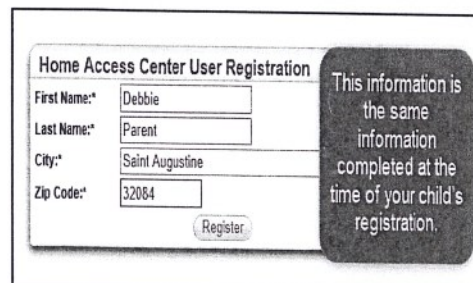 Home Access Center User Registration
First Name:* Debbie
Last Name:* Parent
City:* Saint Augustine
Zip Code:* 32084
Register
This information is
the same
information
completed at the
time of your child's
registration.